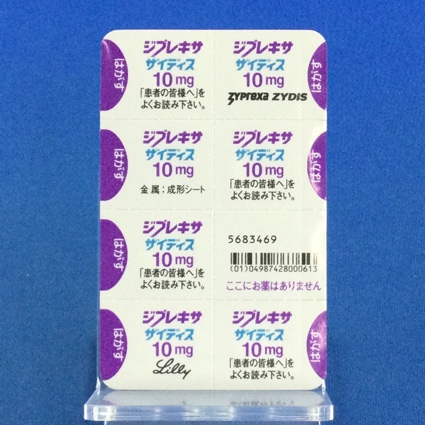 はがす
ジプレキサ
ザイディス
10mg
「患者の皆様へ」を
よくお読み下さい。
ジプレキサ
ザイディス
10mg
zyprexa ZYDIS
はがす
はがす
ジプレキサ
ザイディス
10mg
金属:成形シート
ジプレキサ
ザイディス
10mg
「患者の皆様へ」を
よくお読み下さい。
はがす
はがす
ジプレキサ
ザイディス
10mg
「患者の皆様へ」を
よくお読み下さい。
5683469
(01)04987428000613
ここにお薬はありません
はがす
ジプレキサ
ザイディス
10mg
Lilly
ジプレキサ
ザイディス
10mg
「患者の皆様へ」を
よくお読み下さい。
はがす